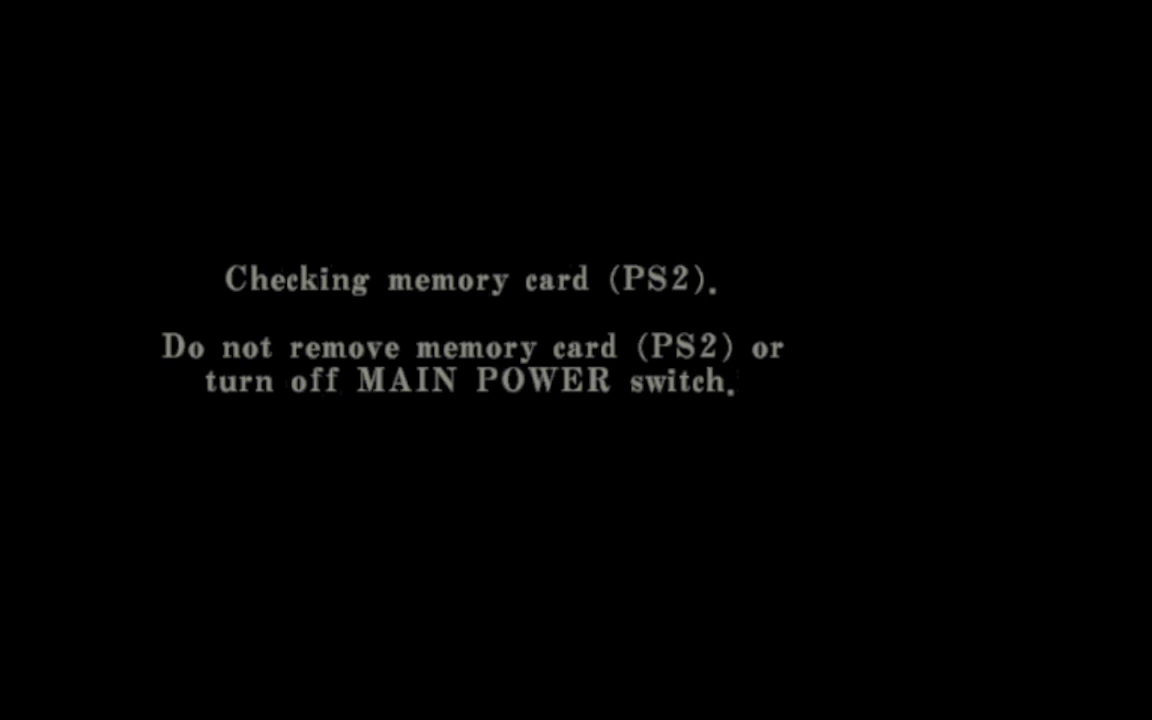 Checking memory card (PS2).
Do not remove memory card (PS2) or
turn off MAIN POWER switch.